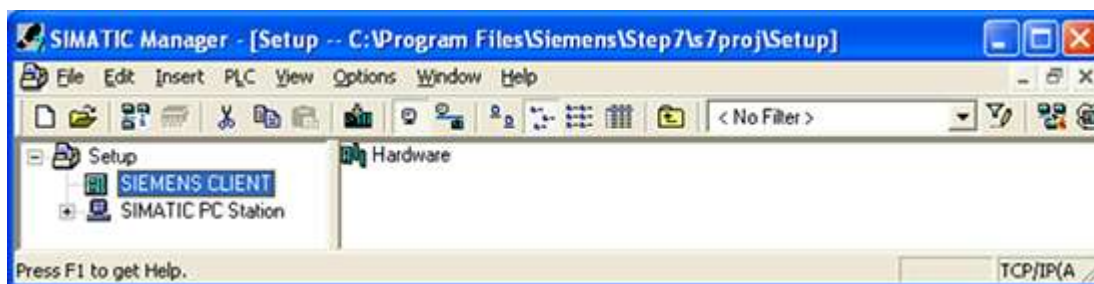 SIMATIC Manager - [Setup -- C:\Program Files\Siemens\Step7\s7proj\Setup]
File Edit Insert PLC View Options Window Help
< No Filter >
Setup
Hardware
SIEMENS CLIENT
SIMATIC PC Station
Press F1 to get Help.
TCP/IP(A